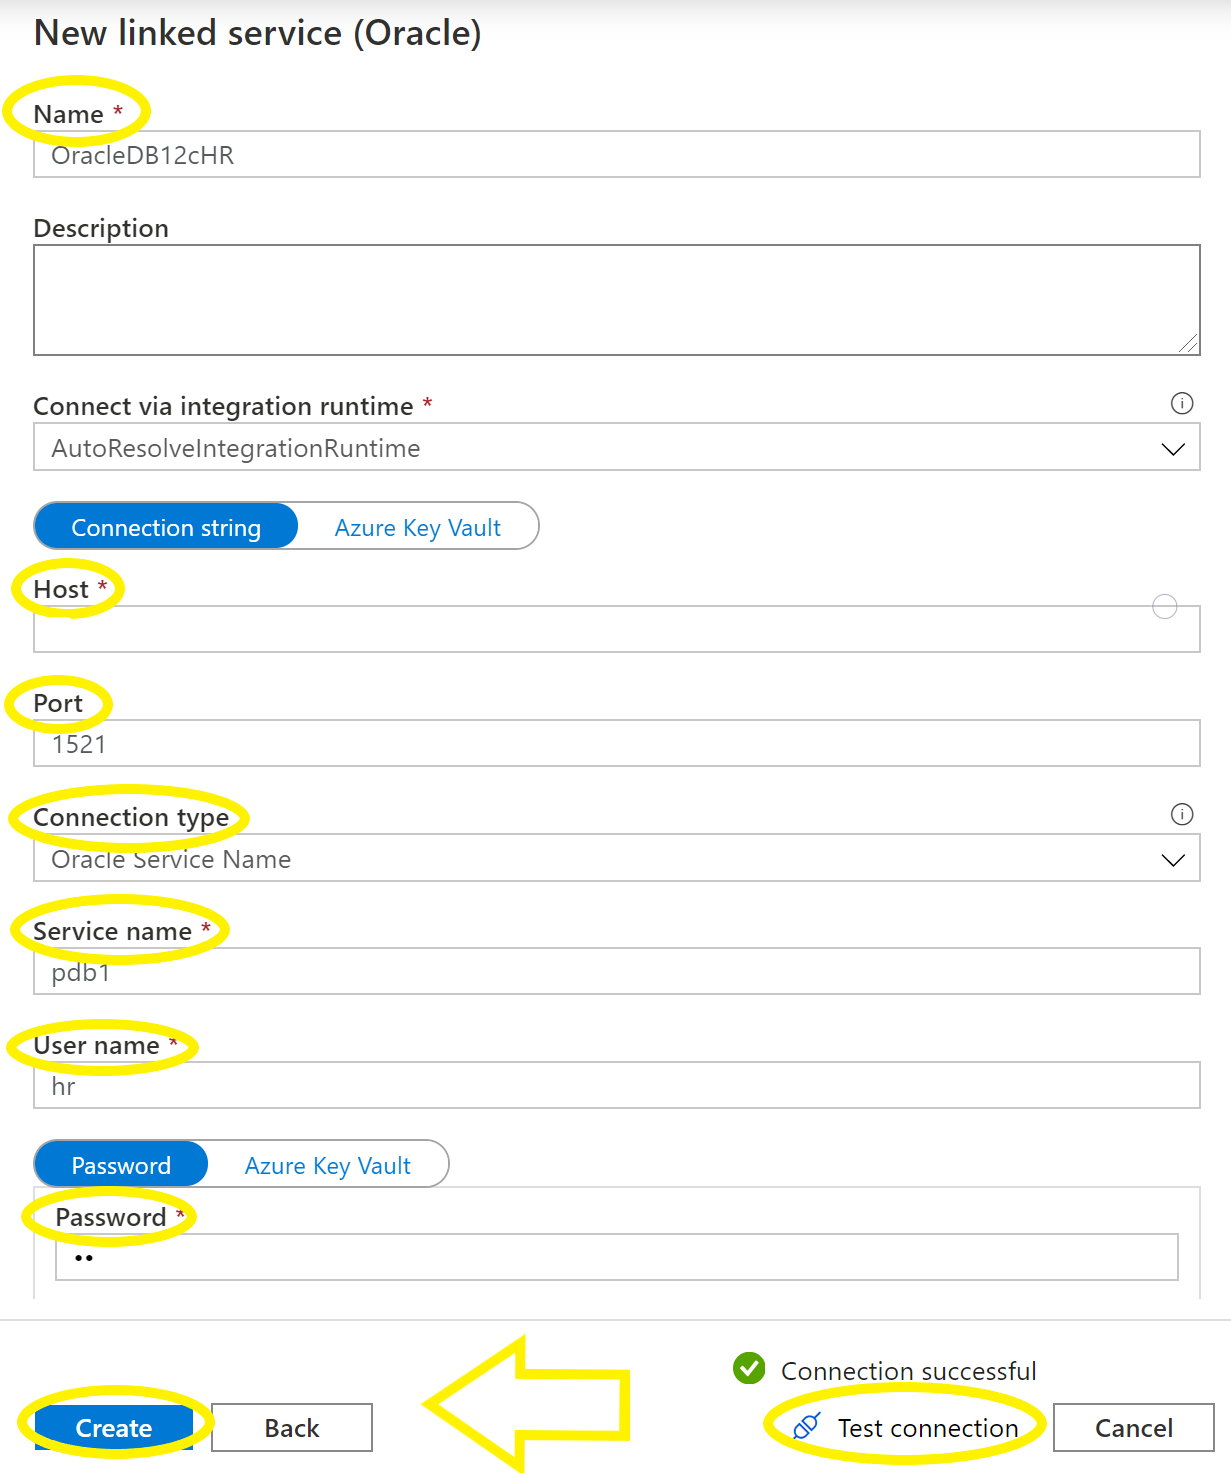 New linked service (Oracle)
Name *
OracleDB12cHR
Description
Connect via integration runtime *
AutoResolveIntegrationRuntime
Connection string Azure Key Vault
Host *
Port
1521
Connection type
Oracle Service Name
Service name *
pdb1
User name *
hr
Password Azure Key Vault
Password *
••
Connection successful
Create Back Test connection Cancel